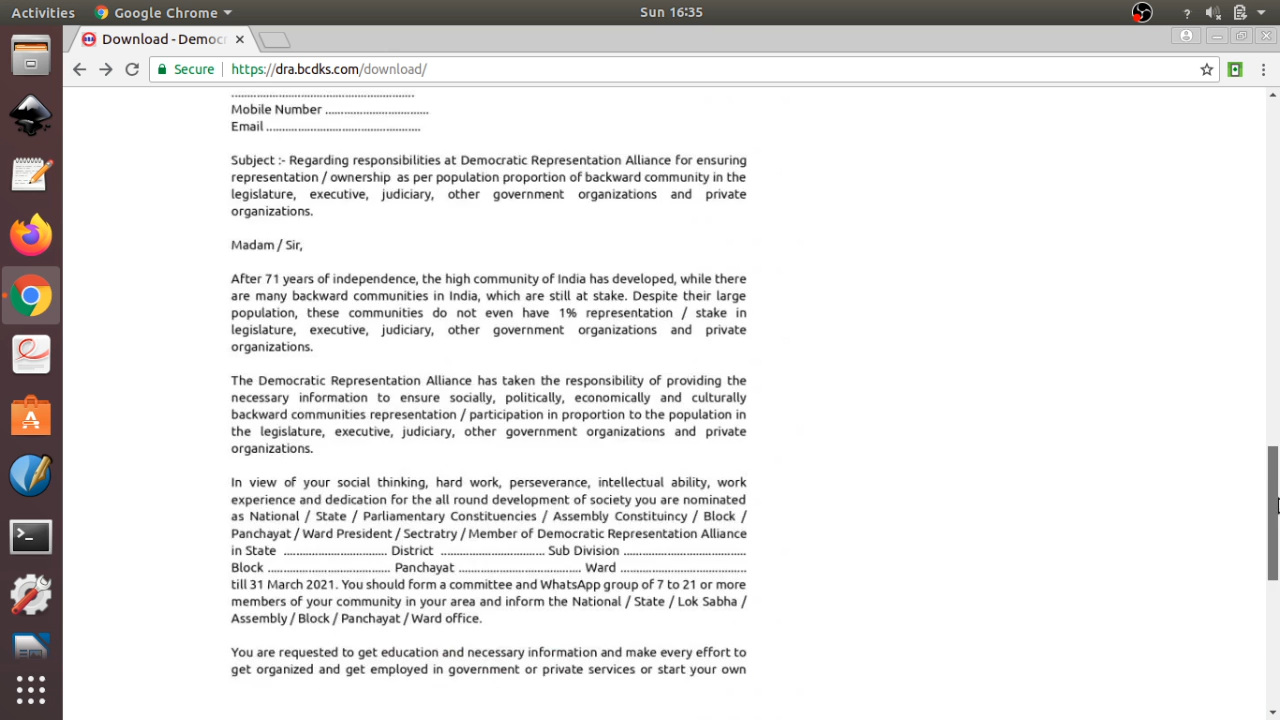 Activities
Google Chrome
Sun 16:35
Download - Democ
Secure
https://dra.bcdks.com/download/
Mobile Number .................................
Email .................................................
Subject :- Regarding responsibilities at Democratic Representation Alliance for ensuring
representation / ownership as per population proportion of backward community in the
legislature, executive, judiciary, other government organizations and private
organizations.
Madam / Sir,
After 71 years of independence, the high community of India has developed, while there
are many backward communities in India, which are still at stake. Despite their large
population, these communities do not even have 1% representation / stake in
legislature, executive, judiciary, other government organizations and private
organizations.
The Democratic Representation Alliance has taken the responsibility of providing the
necessary information to ensure socially, politically, economically and culturally
backward communities representation / participation in proportion to the population in
the legislature, executive, judiciary, other government organizations and private
organizations.
In view of your social thinking, hard work, perseverance, intellectual ability, work
experience and dedication for the all round development of society you are nominated
as National / State / Parliamentary Constituencies / Assembly Constituincy / Block /
Panchayat / Ward President / Sectratry / Member of Democratic Representation Alliance
in State ................................. District ................................. Sub Division .......................................
Block ....................................... Panchayat ....................................... Ward ........................................
till 31 March 2021. You should form a committee and WhatsApp group of 7 to 21 or more
members of your community in your area and inform the National / State / Lok Sabha /
Assembly / Block / Panchayat / Ward office.
You are requested to get education and necessary information and make every effort to
get organized and get employed in government or private services or start your own